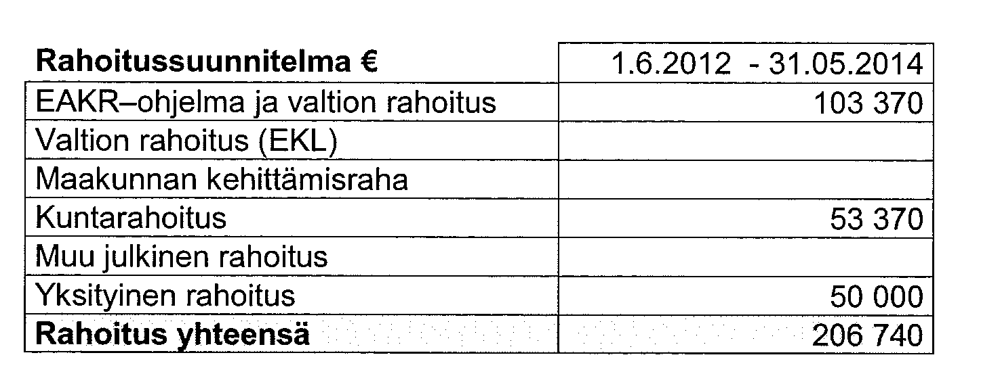 Rahoitussuunnitelma € 1.6.2012 - 31.05.2014
EAKR–ohjelma ja valtion rahoitus 103 370
Valtion rahoitus (EKL)
Maakunnan kehittämisraha
Kuntarahoitus 53 370
Muu julkinen rahoitus
Yksityinen rahoitus 50 000
Rahoitus yhteensä 206 740